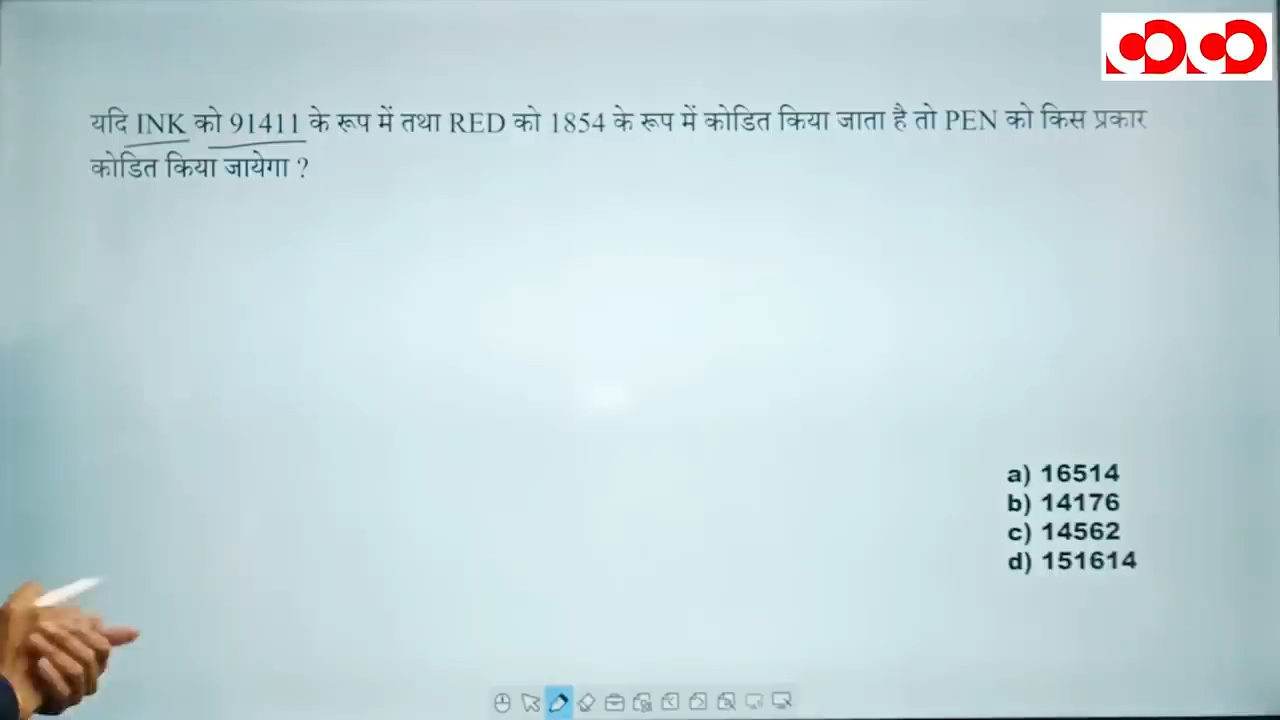 यदि INK को 91411 के रूप में तथा RED को 1854 के रूप में कोडित किया जाता है तो PEN को किस प्रकार
कोडित किया जायेगा ?
a) 16514
b) 14176
c) 14562
d) 151614